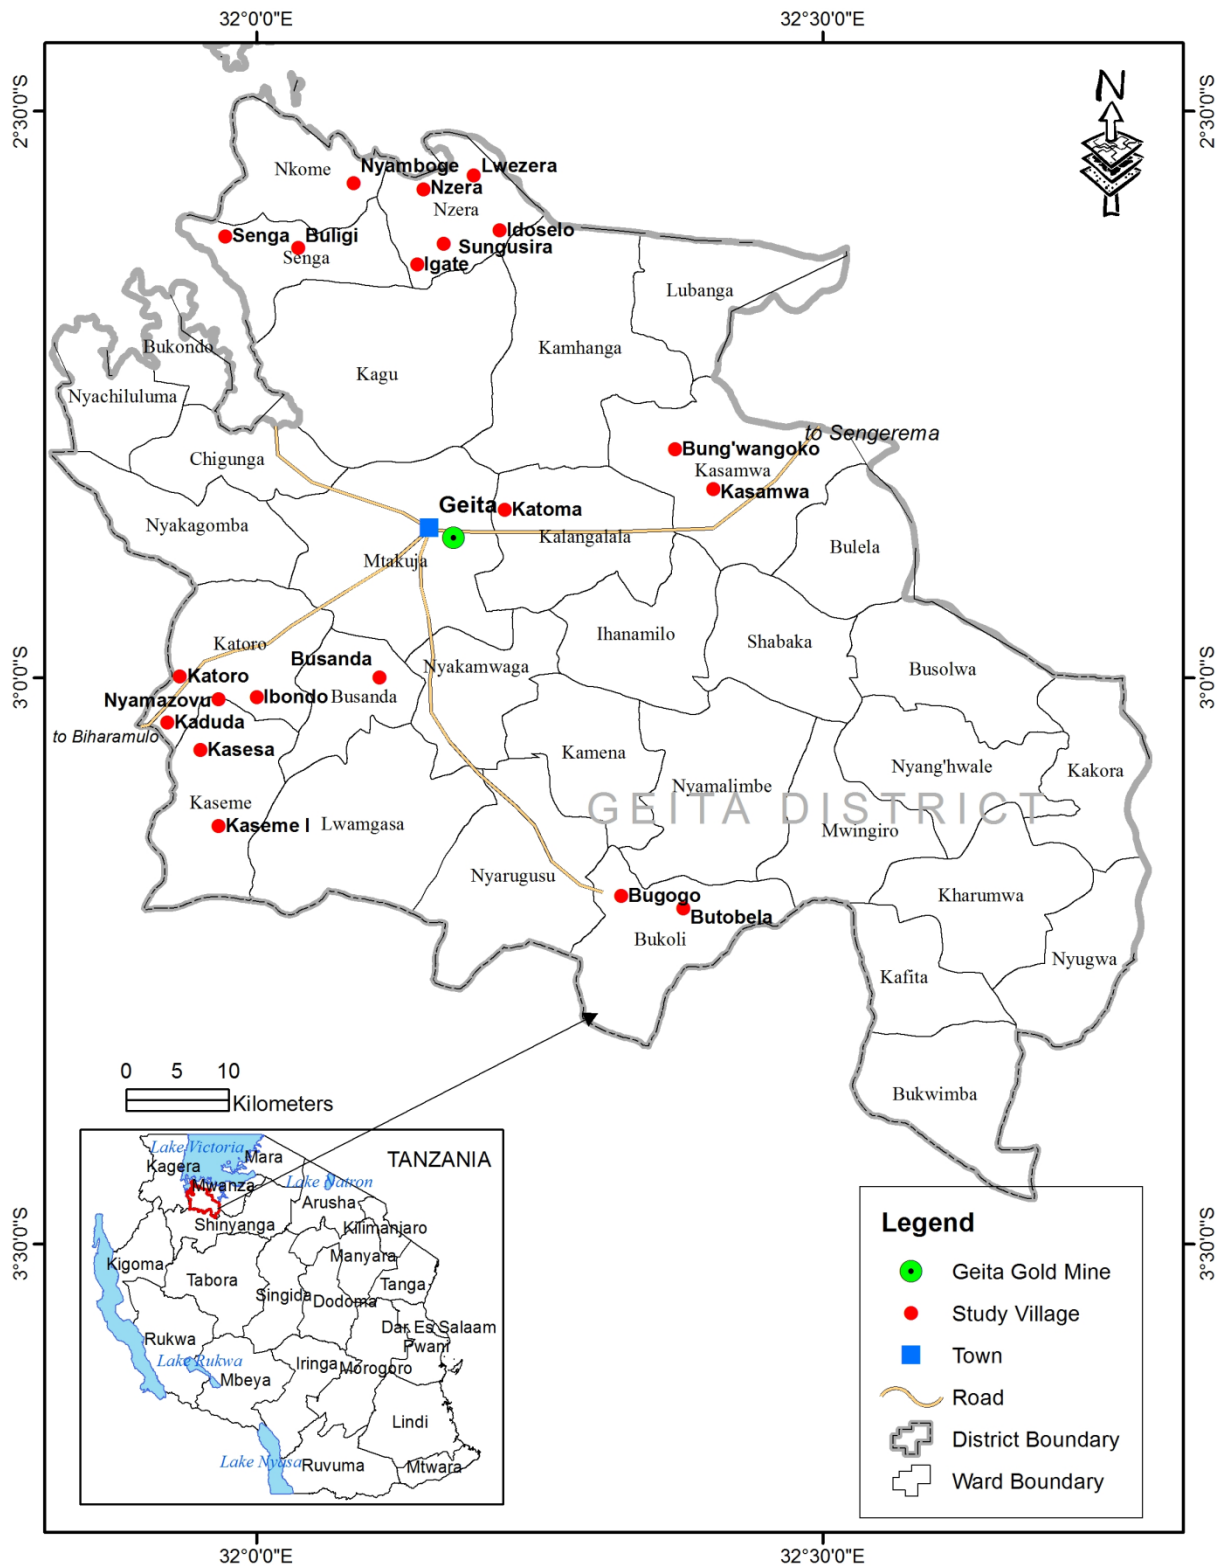 32°0'0"E
32°30'0"E
2°30'0"S
2°30'0"S
N
Nkome
Nyamboge
Lwezera
Nzera
Nzera
Senga
Buligi
Senga
Idoselo
Sungusira
Igate
Lubanga
Bukondo
Kamhanga
Kagu
Nyachiluluma
to Sengerema
Bung'wangoko
Chigunga
Kasamwa
Kasamwa
Geita
Katoma
Nyakagomba
Kalangalala
Bulela
Mtakuja
Ihanamilo
Shabaka
Katoro
Busanda
Nyakamwaga
Busolwa
3°0'0"S
3°0'0"S
Katoro
Nyamazovu
Ibondo
Busanda
Kaduda
to Biharamulo
Kasesa
Kamena
Nyang'hwale
Kakora
Nyamalimbe
GEITA DISTRICT
Kaseme
Kaseme I
Lwamgasa
Mwingiro
Nyarugusu
Bugogo
Kharumwa
Butobela
Bukoli
Nyugwa
Kafita
Bukwimba
0 5 10
Kilometers
TANZANIA
Lake Victoria
Kagera
Mara
Mwanza
Lake Natron
Arusha
Shinyanga
Kilimanjaro
Manyara
Kigoma
Tabora
Tanga
Singida
Dodoma
Dar Es Salaam
Pwani
Rukwa
Lake Rukwa
Iringa
Morogoro
Mbeya
Lindi
Lake Nyasa
Ruvuma
Mtwara
Legend
Geita Gold Mine
Study Village
Town
Road
District Boundary
Ward Boundary
3°30'0"S
3°30'0"S
32°0'0"E
32°30'0"E